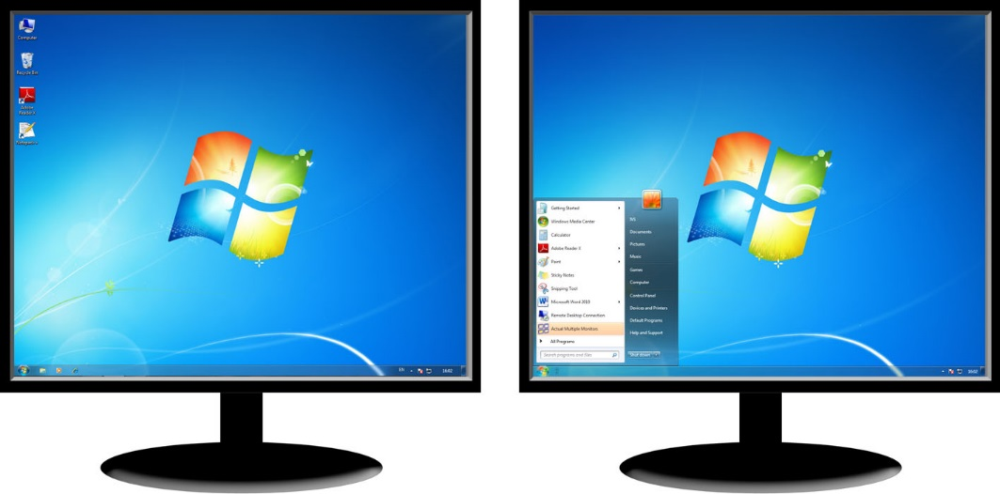 Computer
Recycle Bin
Adobe
Reader X
EN
16:02
Getting Started
Windows Media Center
Calculator
Adobe Reader X
Paint
Sticky Notes
Snipping Tool
Microsoft Word 2010
Remote Desktop Connection
Actual Multiple Monitors
All Programs
Search programs and files
Documents
Pictures
Music
Games
Computer
Control Panel
Devices and Printers
Default Programs
Help and Support
Shut down
16:02